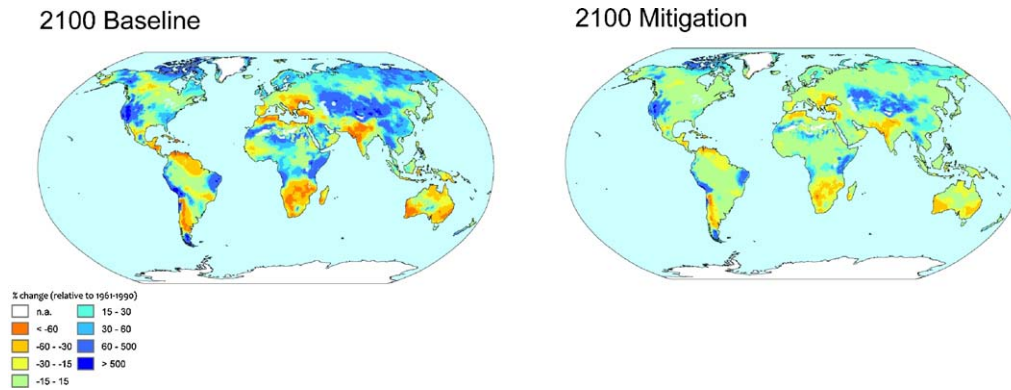 2100 Baseline
2100 Mitigation
% change (relative to 1961-1990)
n.a.
< -60
-60 - -30
-30 - -15
-15 - 15
15 - 30
30 - 60
60 - 500
> 500